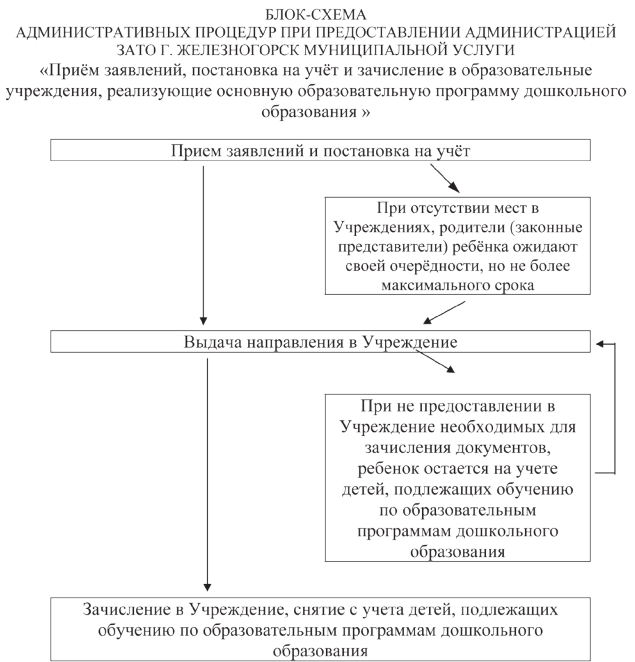 БЛОК-СХЕМА
АДМИНИСТРАТИВНЫХ ПРОЦЕДУР ПРИ ПРЕДОСТАВЛЕНИИ АДМИНИСТРАЦИЕЙ
ЗАТО Г. ЖЕЛЕЗНОГОРСК МУНИЦИПАЛЬНОЙ УСЛУГИ
«Приём заявлений, постановка на учёт и зачисление в образовательные
учреждения, реализующие основную образовательную программу дошкольного
образования »
Прием заявлений и постановка на учёт
При отсутствии мест в
Учреждениях, родители (законные
представители) ребёнка ожидают
своей очерёдности, но не более
максимального срока
Выдача направления в Учреждение
При не предоставлении в
Учреждение необходимых для
зачисления документов,
ребенок остается на учете
детей, подлежащих обучению
по образовательным
программам дошкольного
образования
Зачисление в Учреждение, снятие с учета детей, подлежащих
обучению по образовательным программам дошкольного
образования